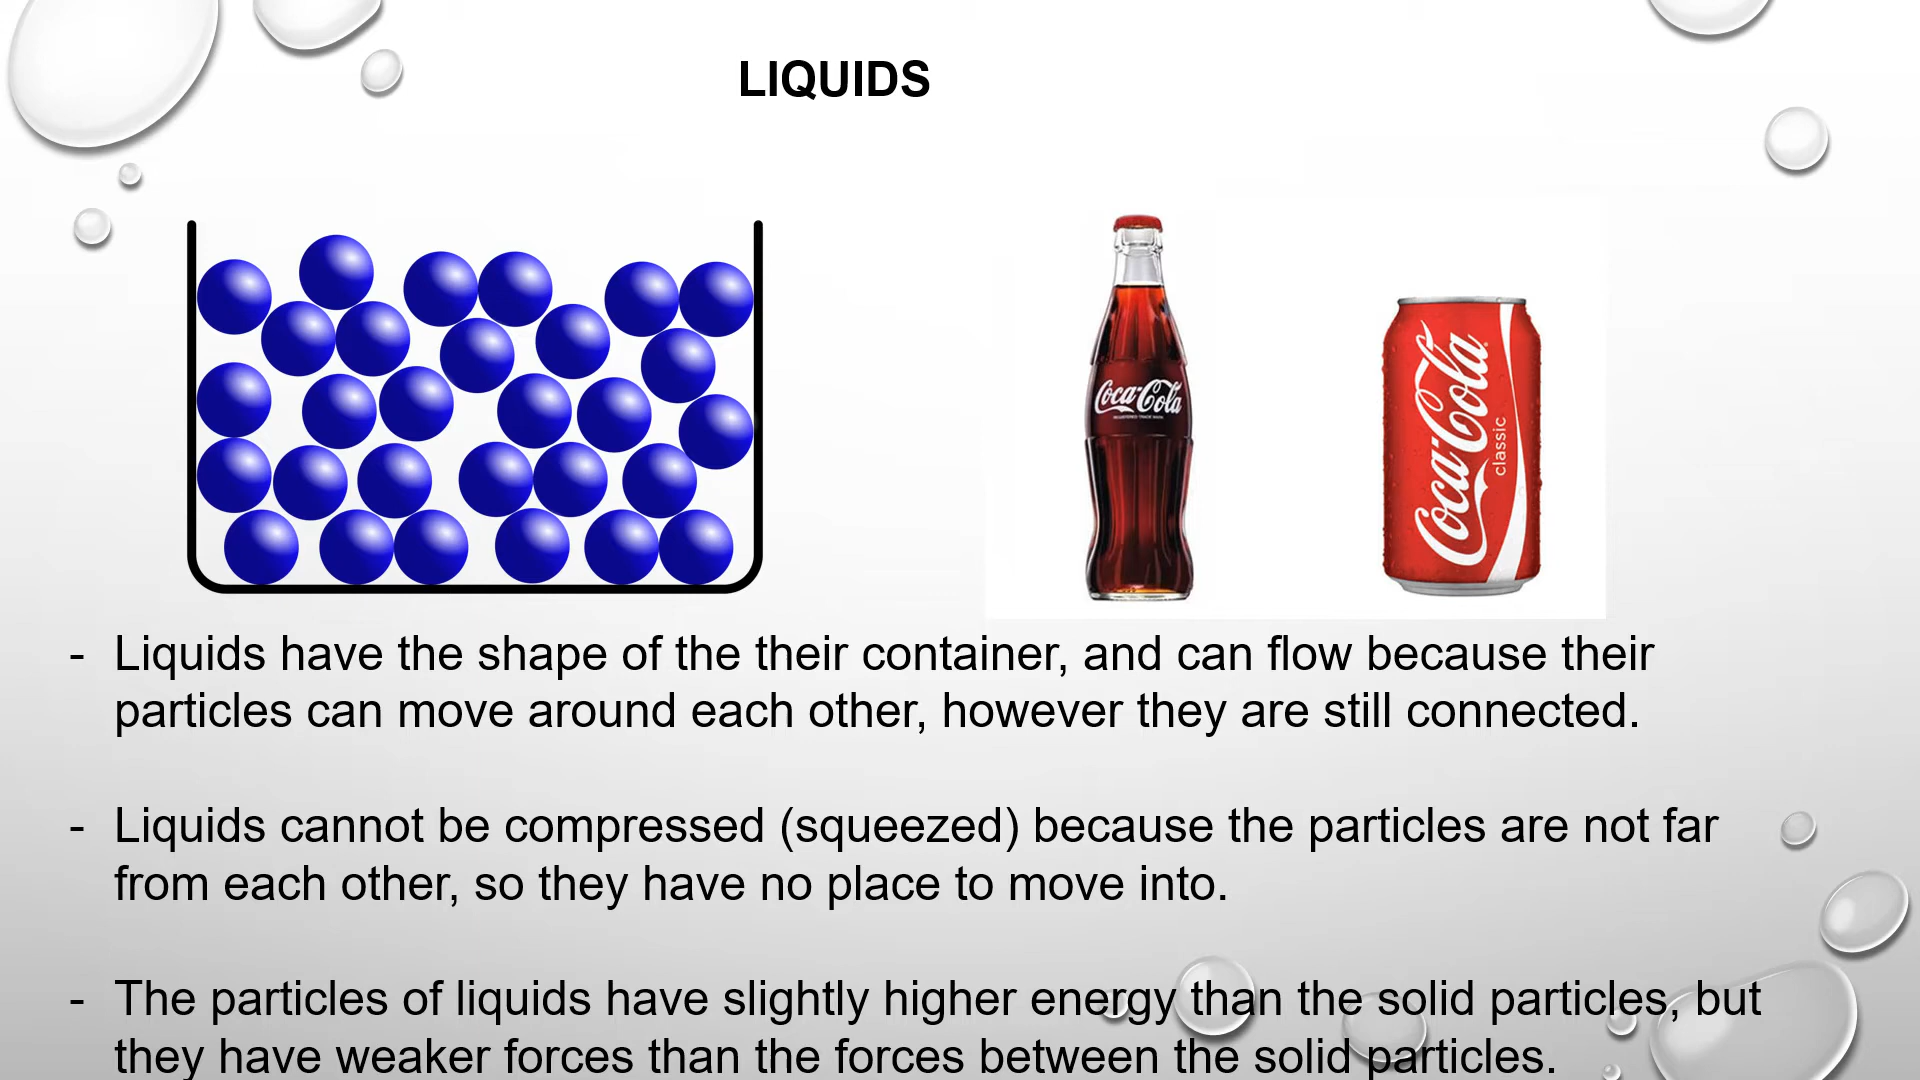 LIQUIDS
Coca-Cola
REGISTERED TRADE MARK
Coca-Cola
classic
- Liquids have the shape of the their container, and can flow because their
particles can move around each other, however they are still connected.
- Liquids cannot be compressed (squeezed) because the particles are not far
from each other, so they have no place to move into.
- The particles of liquids have slightly higher energy than the solid particles, but
they have weaker forces than the forces between the solid particles.